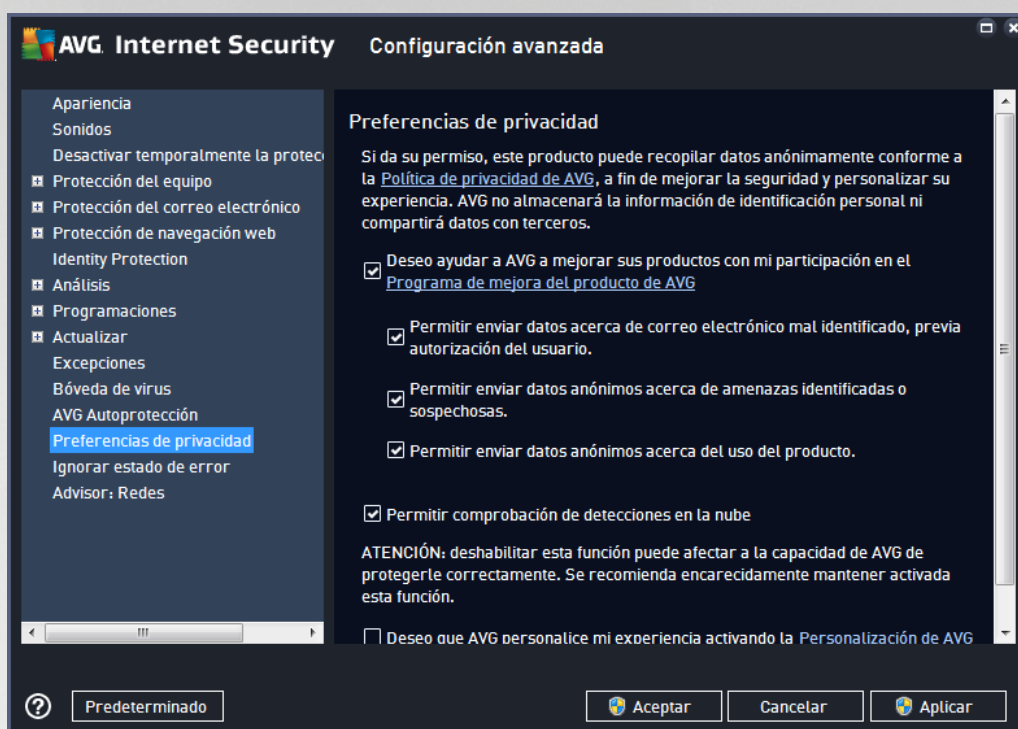 AVG. Internet Security
Configuración avanzada
Apariencia
Sonidos
Desactivar temporalmente la protec
Protección del equipo
Protección del correo electrónico
Protección de navegación web
Identity Protection
Análisis
Programaciones
Actualizar
Excepciones
Bóveda de virus
AVG Autoprotección
Preferencias de privacidad
Ignorar estado de error
Advisor: Redes
Preferencias de privacidad
Si da su permiso, este producto puede recopilar datos anónimamente conforme a
la Política de privacidad de AVG, a fin de mejorar la seguridad y personalizar su
experiencia. AVG no almacenará la información de identificación personal ni
compartirá datos con terceros.
Deseo ayudar a AVG a mejorar sus productos con mi participación en el
Programa de mejora del producto de AVG
Permitir enviar datos acerca de correo electrónico mal identificado, previa
autorización del usuario.
Permitir enviar datos anónimos acerca de amenazas identificadas o
sospechosas.
Permitir enviar datos anónimos acerca del uso del producto.
Permitir comprobación de detecciones en la nube
ATENCIÓN: deshabilitar esta función puede afectar a la capacidad de AVG de
protegerle correctamente. Se recomienda encarecidamente mantener activada
esta función.
Deseo que AVG personalice mi experiencia activando la Personalización de AVG
Predeterminado
Aceptar
Cancelar
Aplicar